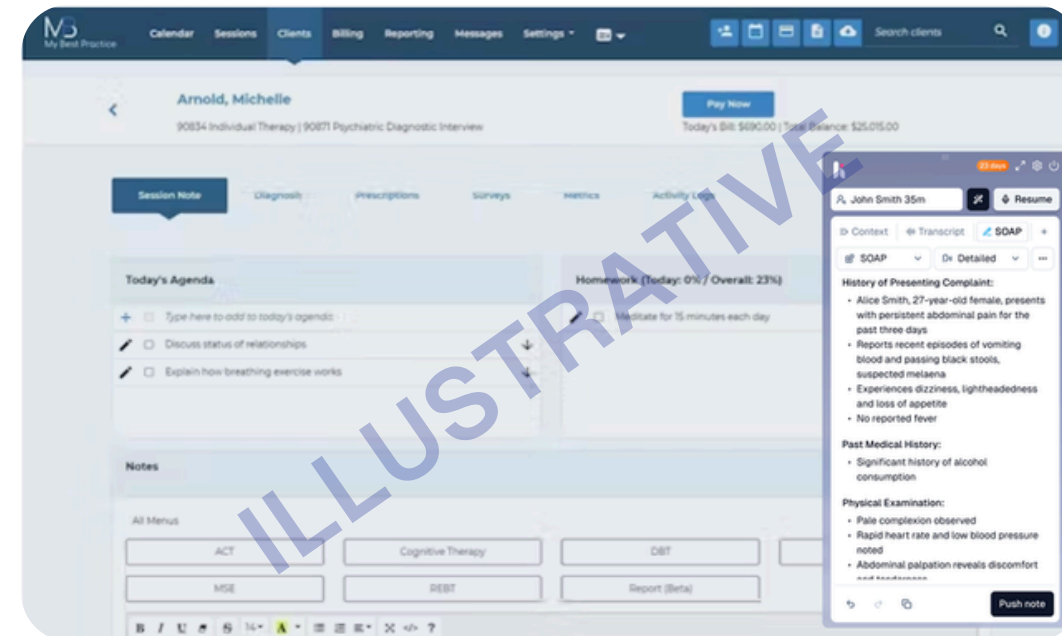 MB
My Best Practice
Calendar Sessions Clients Billing Reporting Messages Settings
Search clients
Arnold, Michelle
90834 Individual Therapy | 90871 Psychiatric Diagnostic Interview
Pay Now
Today's Bill: $690.00 | Total Balance: $25,015.00
Session Note Diagnosis Prescriptions Surveys Metrics Activity Logs
Today's Agenda
Type here to add to today's agenda
Discuss status of relationships
Explain how breathing exercise works
Homework (Today: 0% / Overall: 23%)
Meditate for 15 minutes each day
Notes
All Menus
ACT Cognitive Therapy DBT
MSE REBT Report (Beta)
B I U S 14 A </> ?
ILLUSTRATIVE
23 days
John Smith 35m Resume
Context Transcript SOAP +
SOAP Detailed
History of Presenting Complaint:
• Alice Smith, 27-year-old female, presents
with persistent abdominal pain for the
past three days
• Reports recent episodes of vomiting
blood and passing black stools,
suspected melaena
• Experiences dizziness, lightheadedness
and loss of appetite
• No reported fever
Past Medical History:
• Significant history of alcohol
consumption
Physical Examination:
• Pale complexion observed
• Rapid heart rate and low blood pressure
noted
• Abdominal palpation reveals discomfort
and tenderness
Push note